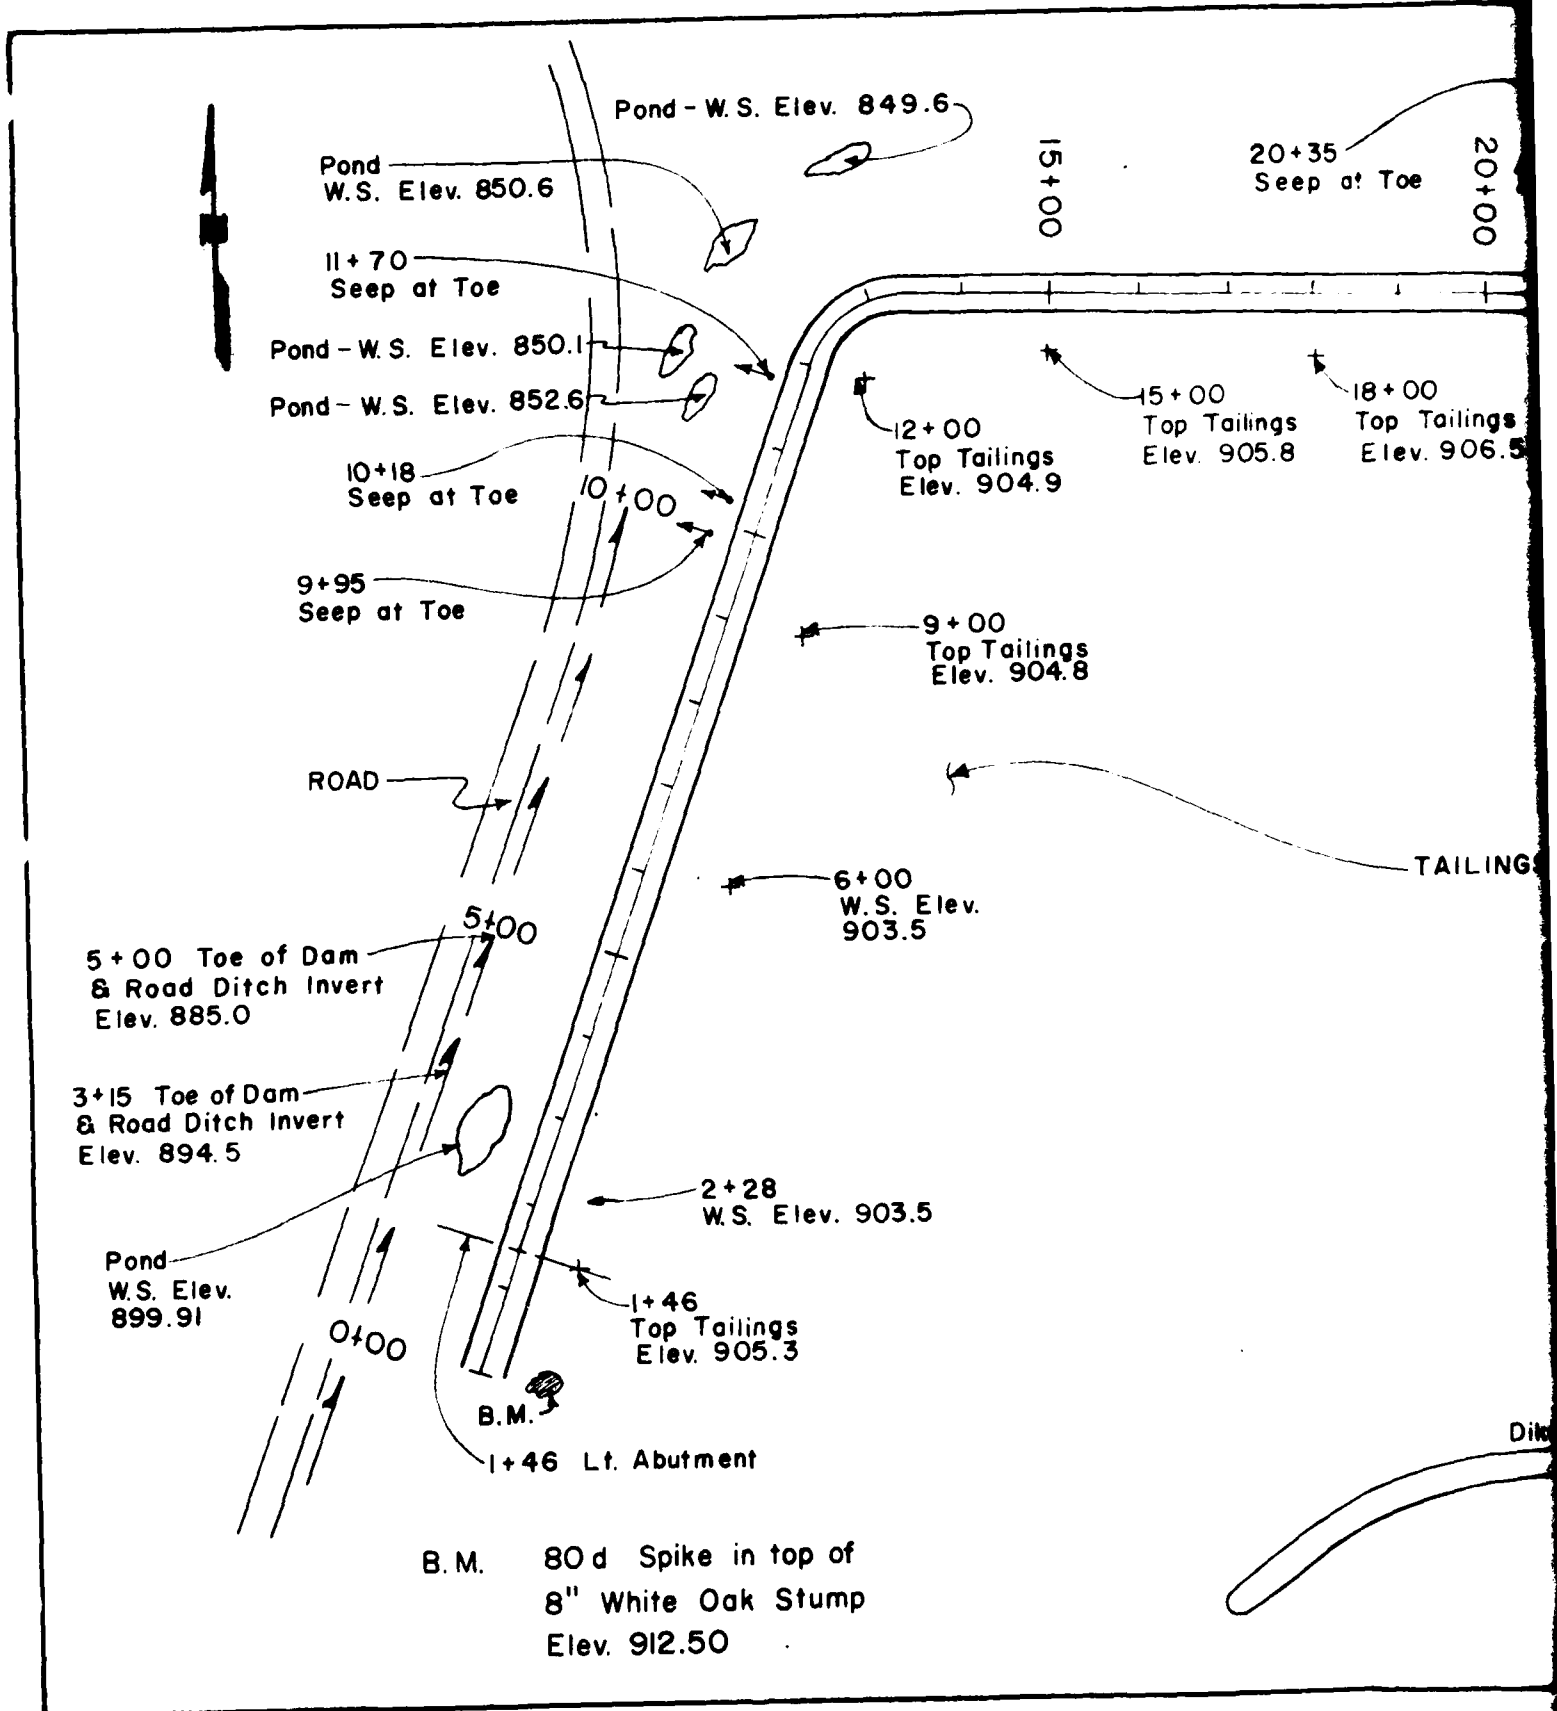 Pond - W.S. Elev. 849.6
Pond
W.S. Elev. 850.6
15+00
20+35
Seep at Toe
20+00
11+70
Seep at Toe
Pond - W.S. Elev. 850.1
Pond - W.S. Elev. 852.6
12+00
Top Tailings
Elev. 904.9
15+00
Top Tailings
Elev. 905.8
18+00
Top Tailings
Elev. 906.5
10+18
Seep at Toe
10+00
9+95
Seep at Toe
9+00
Top Tailings
Elev. 904.8
ROAD
TAILINGS
6+00
W.S. Elev.
903.5
5+00
5+00 Toe of Dam
& Road Ditch Invert
Elev. 885.0
3+15 Toe of Dam
& Road Ditch Invert
Elev. 894.5
2+28
W.S. Elev. 903.5
Pond
W.S. Elev.
899.91
1+46
Top Tailings
Elev. 905.3
0+00
B.M.
1+46 Lt. Abutment
B.M. 80d Spike in top of
8" White Oak Stump
Elev. 912.50